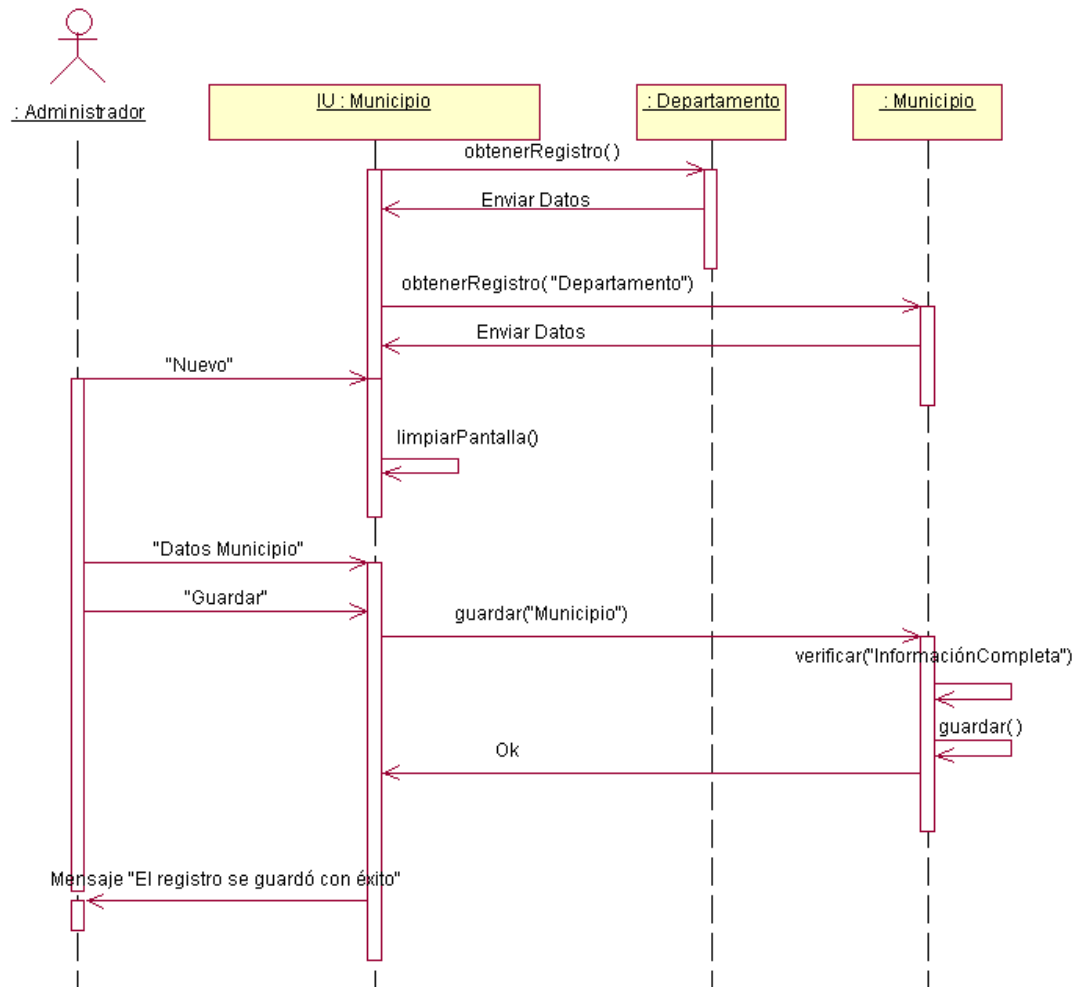 : Administrador
IU : Municipio
: Departamento
: Municipio
obtenerRegistro( )
Enviar Datos
obtenerRegistro( "Departamento")
Enviar Datos
"Nuevo"
limpiarPantalla()
"Datos Municipio"
"Guardar"
guardar("Municipio")
verificar("InformaciónCompleta")
guardar( )
Ok
Mensaje "El registro se guardó con éxito"